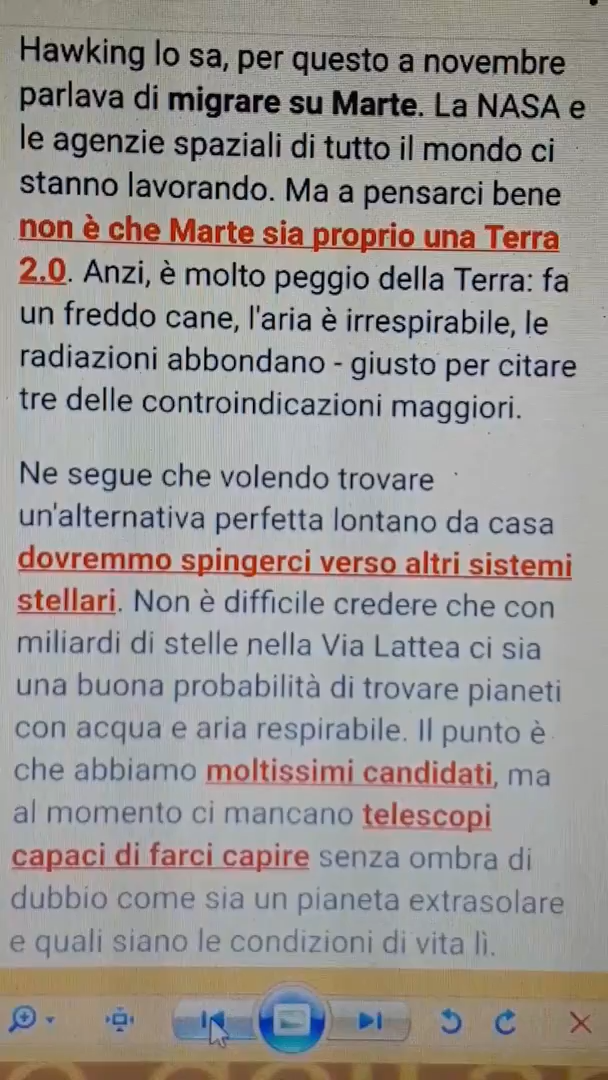 Hawking lo sa, per questo a novembre
parlava di migrare su Marte. La NASA e
le agenzie spaziali di tutto il mondo ci
stanno lavorando. Ma a pensarci bene
non è che Marte sia proprio una Terra
2.0. Anzi, è molto peggio della Terra: fa
un freddo cane, l'aria è irrespirabile, le
radiazioni abbondano - giusto per citare
tre delle controindicazioni maggiori.
Ne segue che volendo trovare
un'alternativa perfetta lontano da casa
dovremmo spingerci verso altri sistemi
stellari. Non è difficile credere che con
miliardi di stelle nella Via Lattea ci sia
una buona probabilità di trovare pianeti
con acqua e aria respirabile. Il punto è
che abbiamo moltissimi candidati, ma
al momento ci mancano telescopi
capaci di farci capire senza ombra di
dubbio come sia un pianeta extrasolare
e quali siano le condizioni di vita lì.